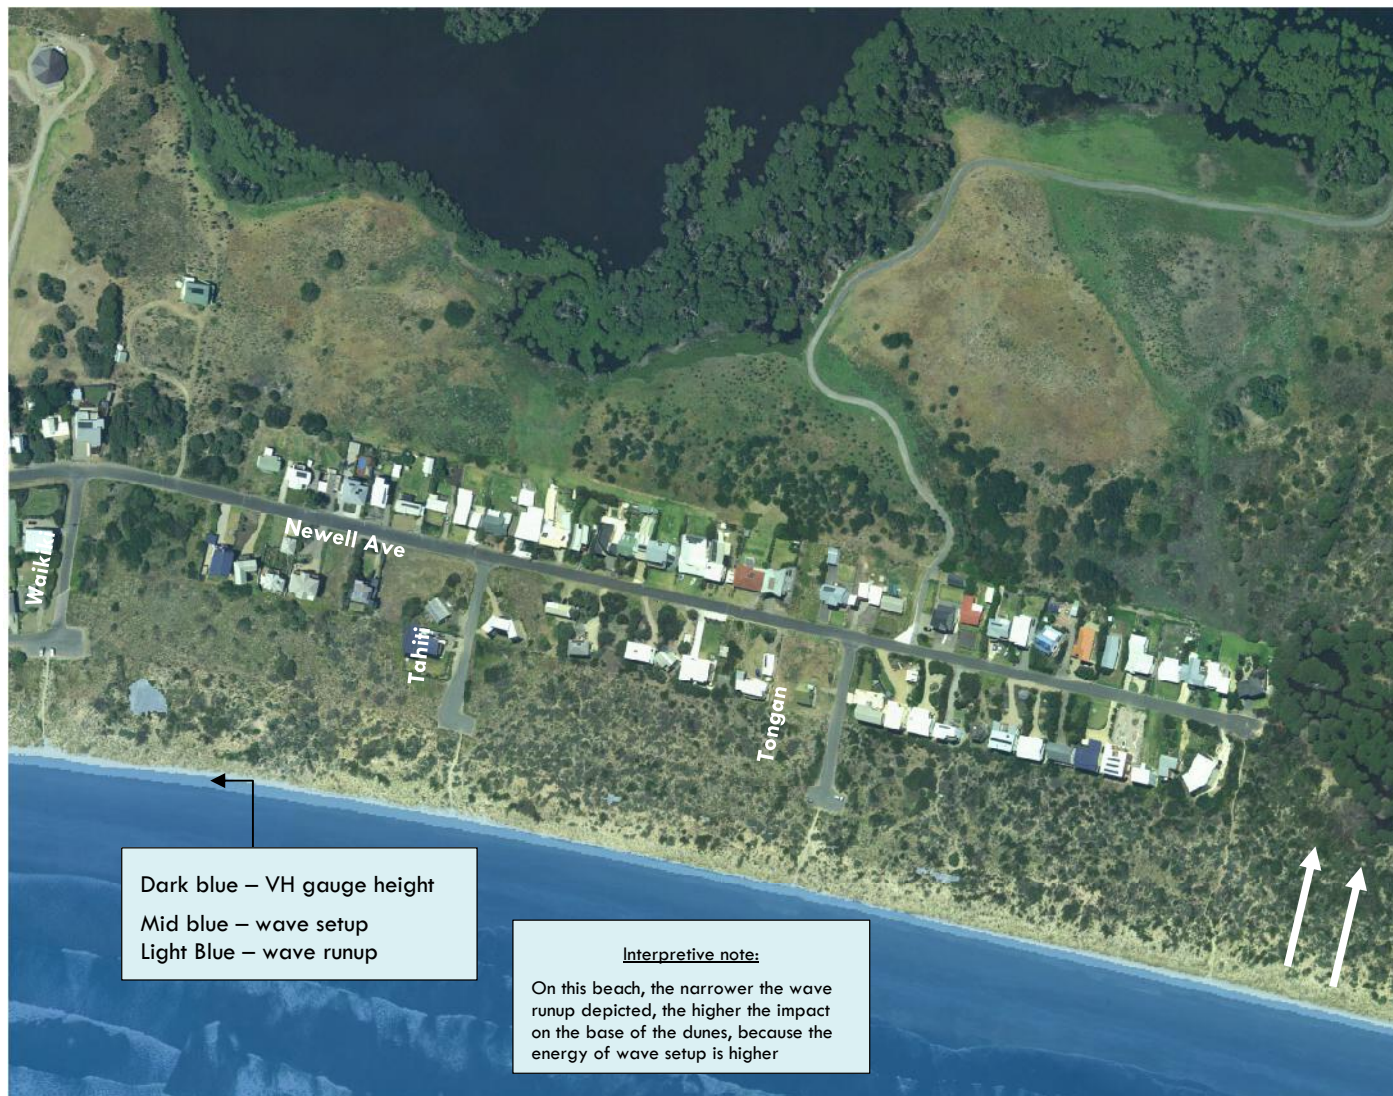 Newell Ave
Tahiti
Tongan
Dark blue – VH gauge height
Mid blue – wave setup
Light Blue – wave runup
Interpretive note:
On this beach, the narrower the wave
runup depicted, the higher the impact
on the base of the dunes, because the
energy of wave setup is higher